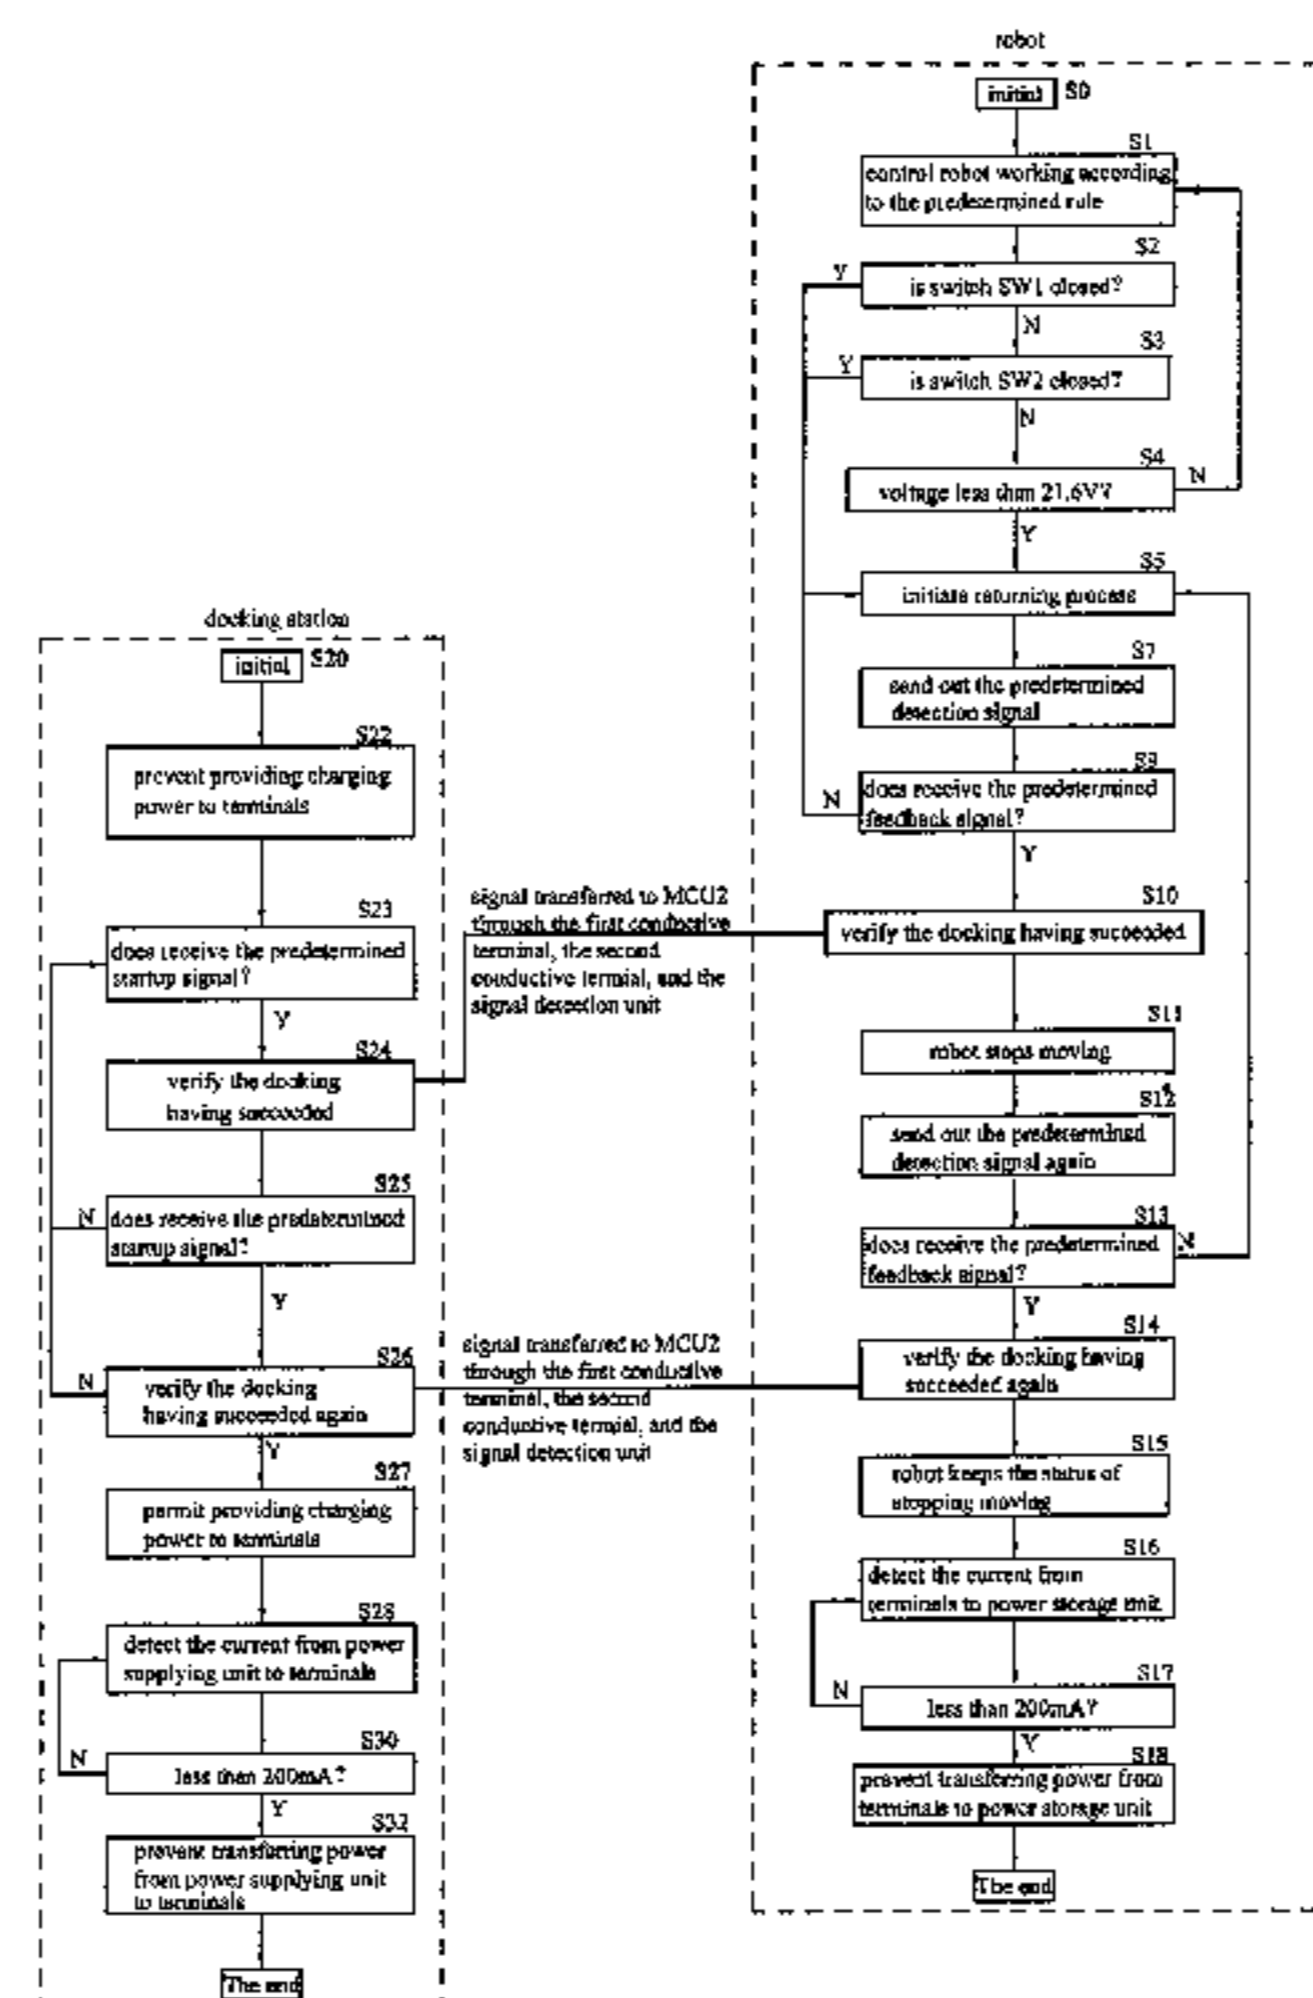 robot
initial S0
S1
control robot working according
to the predetermined rule
S2
Y
is switch SW1 closed?
N
S3
Y
is switch SW2 closed?
N
S4
voltage less than 21.6V?
N
Y
S5
initiate returning process
S7
send out the predetermined
detection signal
S9
does receive the predetermined
feedback signal?
N
Y
S10
verify the docking having succeeded
S11
robot stops moving
S12
send out the predetermined
detection signal again
S13
does receive the predetermined
feedback signal?
N
Y
S14
verify the docking having
succeeded again
S15
robot keeps the status of
stopping moving
S16
detect the current from
terminals to power storage unit
S17
N
less than 200mA?
Y
S18
prevent transferring power from
terminals to power storage unit
The end
signal transferred to MCU2
through the first conductive
terminal, the second
conductive termial, and the
signal detection unit
signal transferred to MCU2
through the first conductive
terminal, the second
conductive termial, and the
signal detection unit
docking station
initial S20
S22
prevent providing charging
power to terminals
S23
does receive the predetermined
startup signal?
Y
S24
verify the docking
having succeeded
S25
N
does receive the predetermined
startup signal?
Y
S26
N
verify the docking
having succeeded again
Y
S27
permit providing charging
power to terminals
S28
detect the current from power
supplying unit to terminals
S30
N
less than 200mA?
Y
S32
prevent transferring power
from power supplying unit
to terminals
The end